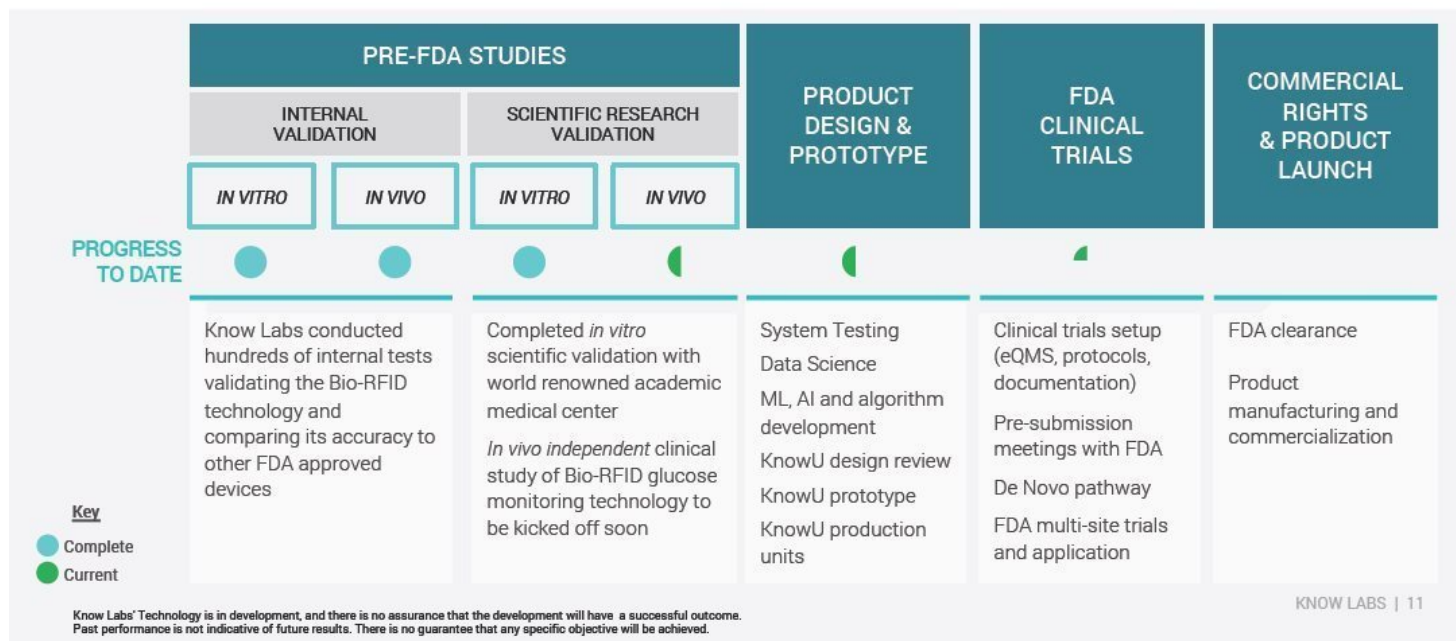 PRE-FDA STUDIES
INTERNAL
VALIDATION
SCIENTIFIC RESEARCH
VALIDATION
IN VITRO
IN VIVO
IN VITRO
IN VIVO
PRODUCT
DESIGN &
PROTOTYPE
FDA
CLINICAL
TRIALS
COMMERCIAL
RIGHTS
& PRODUCT
LAUNCH
PROGRESS
TO DATE
Know Labs conducted
hundreds of internal tests
validating the Bio-RFID
technology and
comparing its accuracy to
other FDA approved
devices
Completed in vitro
scientific validation with
world renowned academic
medical center
In vivo independent clinical
study of Bio-RFID glucose
monitoring technology to
be kicked off soon
System Testing
Data Science
ML, AI and algorithm
development
KnowU design review
KnowU prototype
KnowU production
units
Clinical trials setup
(eQMS, protocols,
documentation)
Pre-submission
meetings with FDA
De Novo pathway
FDA multi-site trials
and application
FDA clearance
Product
manufacturing and
commercialization
Key
Complete
Current
Know Labs' Technology is in development, and there is no assurance that the development will have a successful outcome.
Past performance is not indicative of future results. There is no guarantee that any specific objective will be achieved.
KNOW LABS | 11